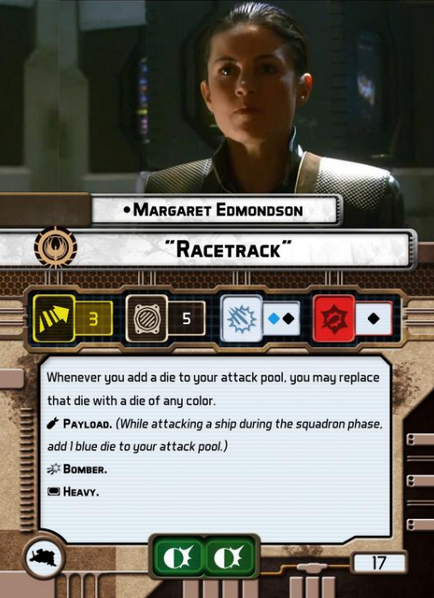 •Margaret Edmondson
"Racetrack"
3
5
Whenever you add a die to your attack pool, you may replace
that die with a die of any color.
Payload. (While attacking a ship during the squadron phase,
add 1 blue die to your attack pool.)
Bomber.
Heavy.
17